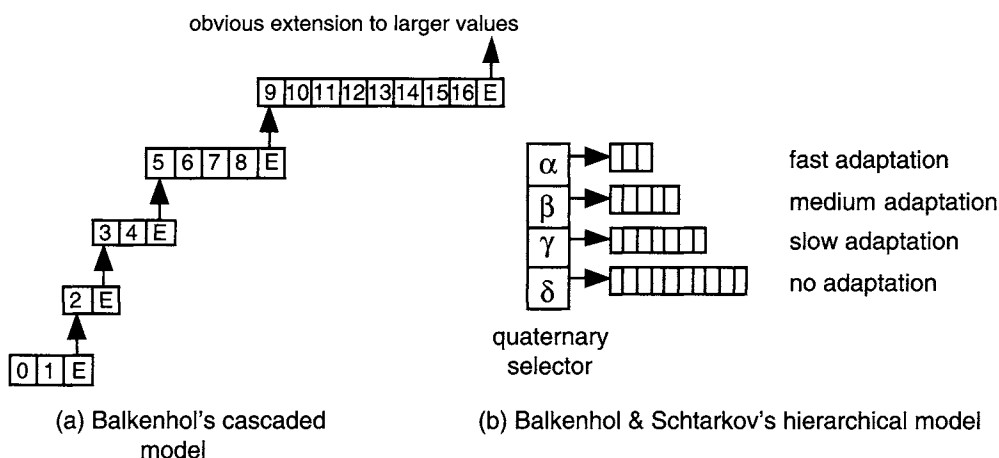 obvious extension to larger values
9 10 11 12 13 14 15 16 E
5 6 7 8 E
3 4 E
2 E
0 1 E
(a) Balkenhol's cascaded
model
α fast adaptation
β medium adaptation
γ slow adaptation
δ no adaptation
quaternary
selector
(b) Balkenhol & Schtarkov's hierarchical model